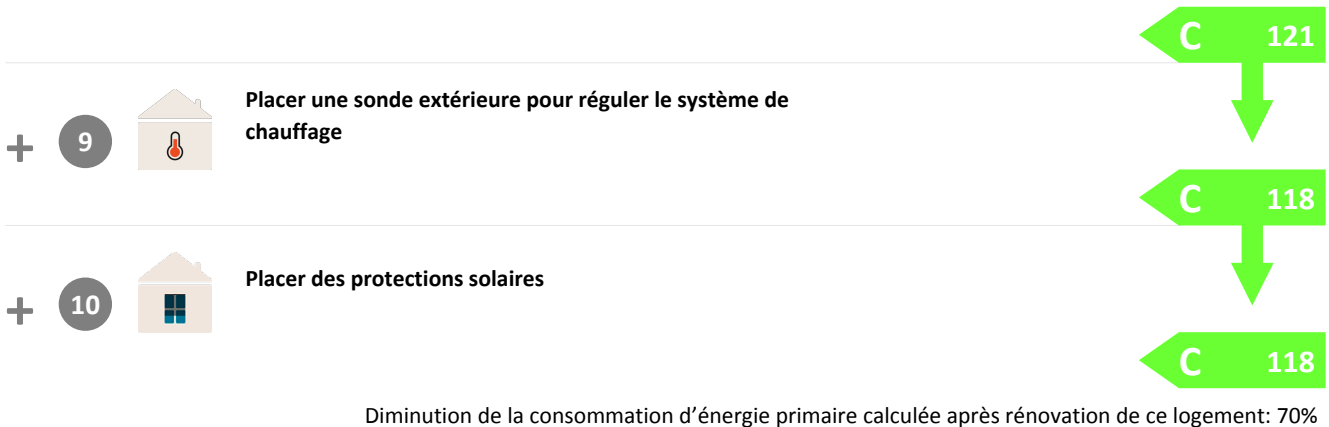 C 121
Placer une sonde extérieure pour réguler le système de
chauffage
+ 9
C 118
Placer des protections solaires
+ 10
C 118
Diminution de la consommation d’énergie primaire calculée après rénovation de ce logement: 70%